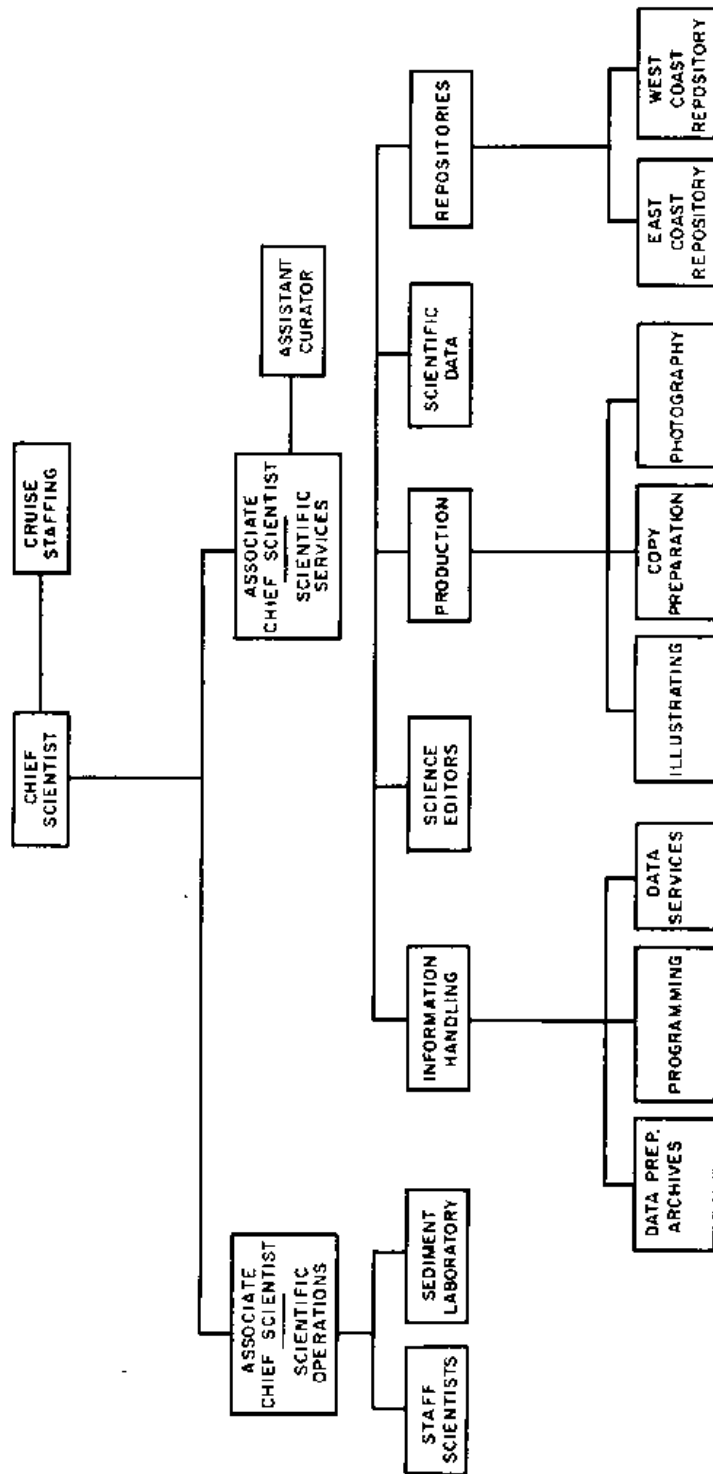 CHIEF
SCIENTIST
CRUISE
STAFFING
ASSOCIATE
CHIEF SCIENTIST
SCIENTIFIC
OPERATIONS
ASSOCIATE
CHIEF SCIENTIST
SCIENTIFIC
SERVICES
ASSISTANT
CURATOR
STAFF
SCIENTISTS
SEDIMENT
LABORATORY
INFORMATION
HANDLING
SCIENCE
EDITORS
PRODUCTION
SCIENTIFIC
DATA
REPOSITORIES
DATA PREP.
ARCHIVES
PROGRAMMING
DATA
SERVICES
ILLUSTRATING
COPY
PREPARATION
PHOTOGRAPHY
EAST
COAST
REPOSITORY
WEST
COAST
REPOSITORY